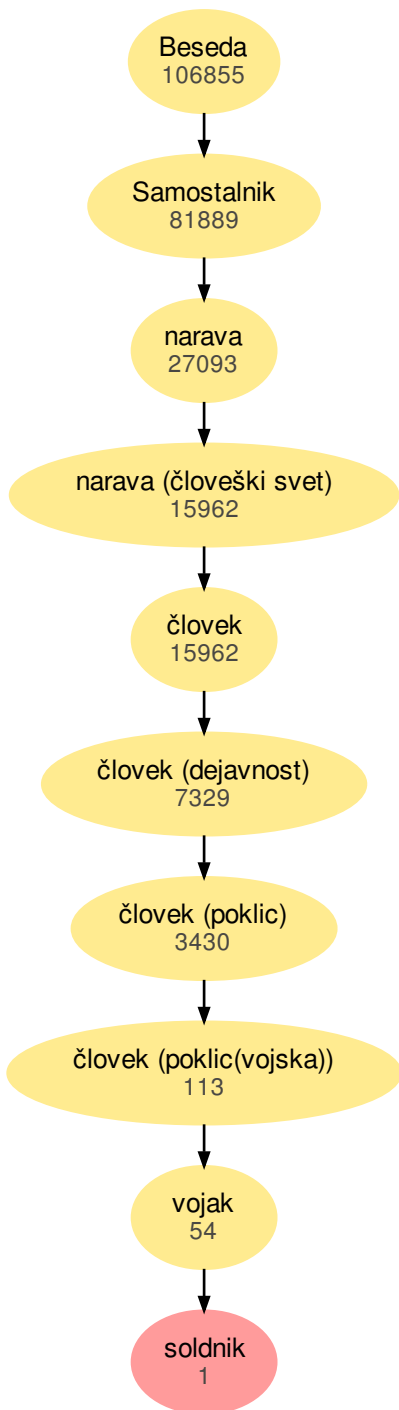 Beseda
106855
Samostalnik
81889
narava
27093
narava (človeški svet)
15962
človek
15962
človek (dejavnost)
7329
človek (poklic)
3430
človek (poklic(vojska))
113
vojak
54
soldnik
1